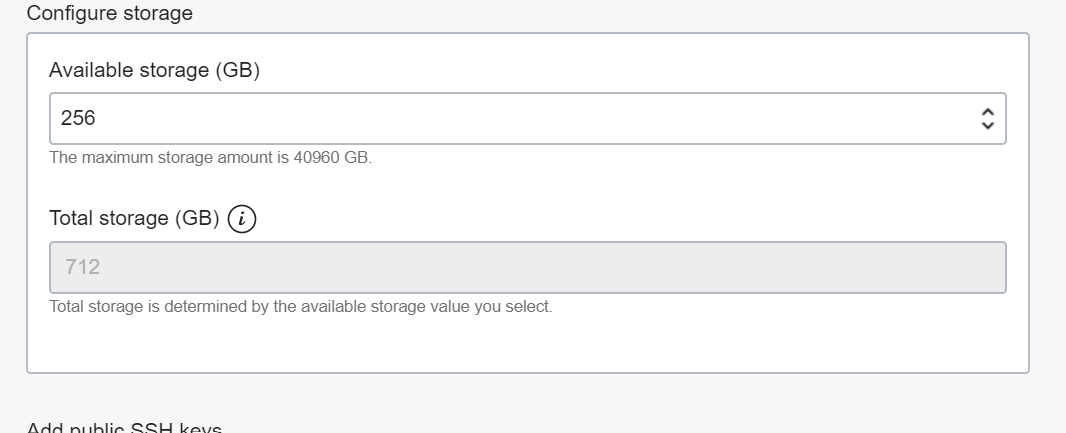 Configure storage
Available storage (GB)
256
The maximum storage amount is 40960 GB.
Total storage (GB) i
712
Total storage is determined by the available storage value you select.
Add public SSH keys